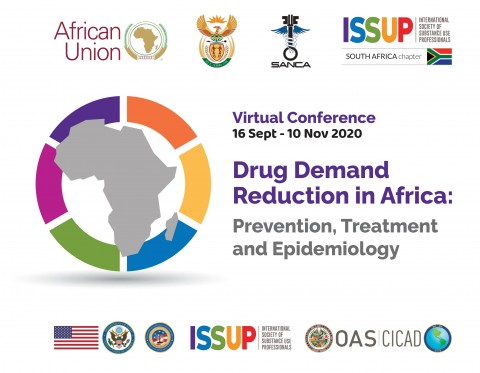 African
Union
SANCA
ISSUP
INTERNATIONAL
SOCIETY OF
SUBSTANCE USE
PROFESSIONALS
SOUTH AFRICA chapter
Virtual Conference
16 Sept - 10 Nov 2020
Drug Demand
Reduction in Africa:
Prevention, Treatment
and Epidemiology
ISSUP
INTERNATIONAL
SOCIETY OF
SUBSTANCE USE
PROFESSIONALS
OAS|CICAD